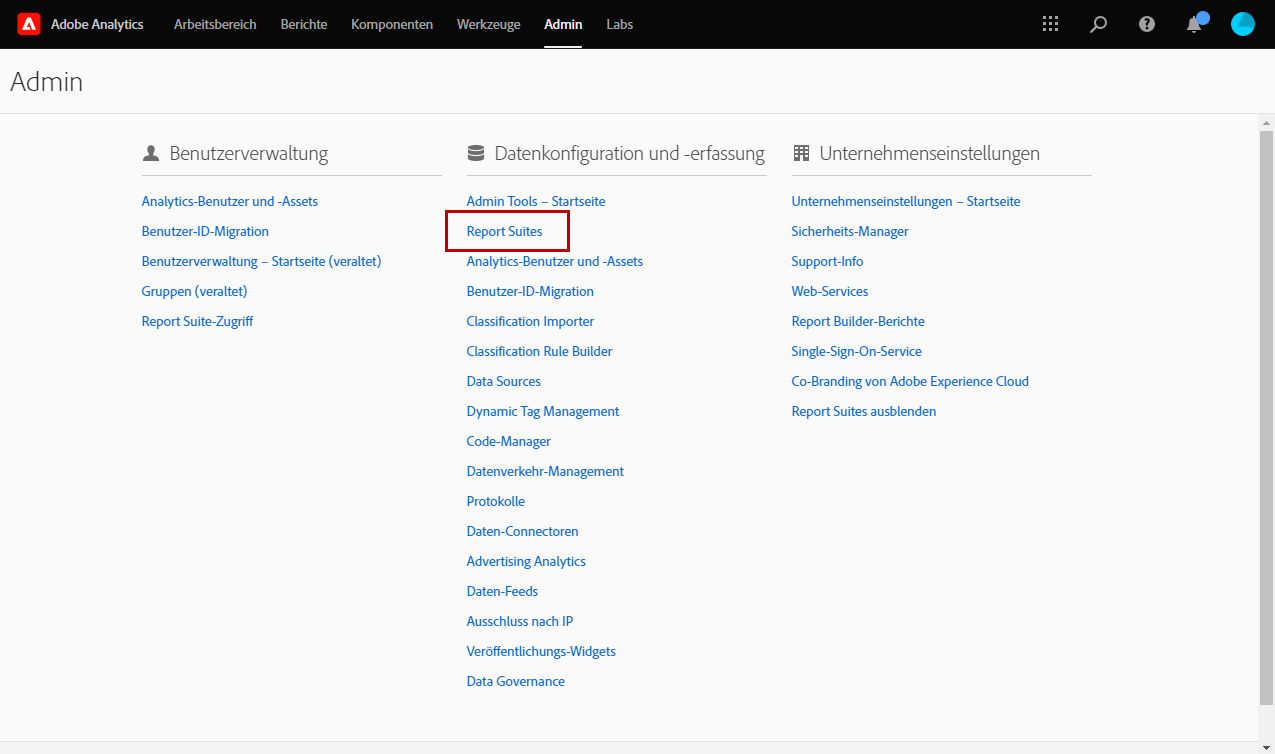 Adobe Analytics Arbeitsbereich Berichte Komponenten Werkzeuge Admin Labs
Admin
Benutzerverwaltung
Analytics-Benutzer und -Assets
Benutzer-ID-Migration
Benutzerverwaltung – Startseite (veraltet)
Gruppen (veraltet)
Report Suite-Zugriff
Datenkonfiguration und -erfassung
Admin Tools – Startseite
Report Suites
Analytics-Benutzer und -Assets
Benutzer-ID-Migration
Classification Importer
Classification Rule Builder
Data Sources
Dynamic Tag Management
Code-Manager
Datenverkehr-Management
Protokolle
Daten-Connectoren
Advertising Analytics
Daten-Feeds
Ausschluss nach IP
Veröffentlichungs-Widgets
Data Governance
Unternehmenseinstellungen
Unternehmenseinstellungen – Startseite
Sicherheits-Manager
Support-Info
Web-Services
Report Builder-Berichte
Single-Sign-On-Service
Co-Branding von Adobe Experience Cloud
Report Suites ausblenden